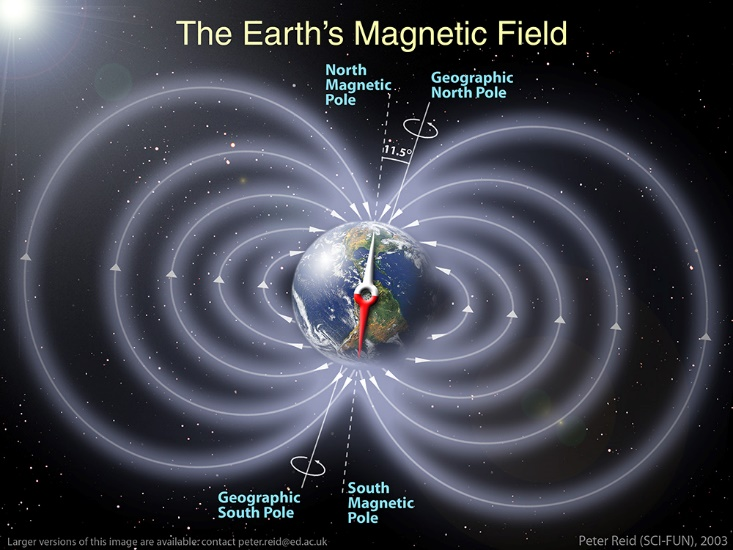 The Earth's Magnetic Field
North
Magnetic
Pole
Geographic
North Pole
11.5°
Geographic
South Pole
South
Magnetic
Pole
Larger versions of this image are available: contact peter.reid@ed.ac.uk
Peter Reid (SCI-FUN), 2003